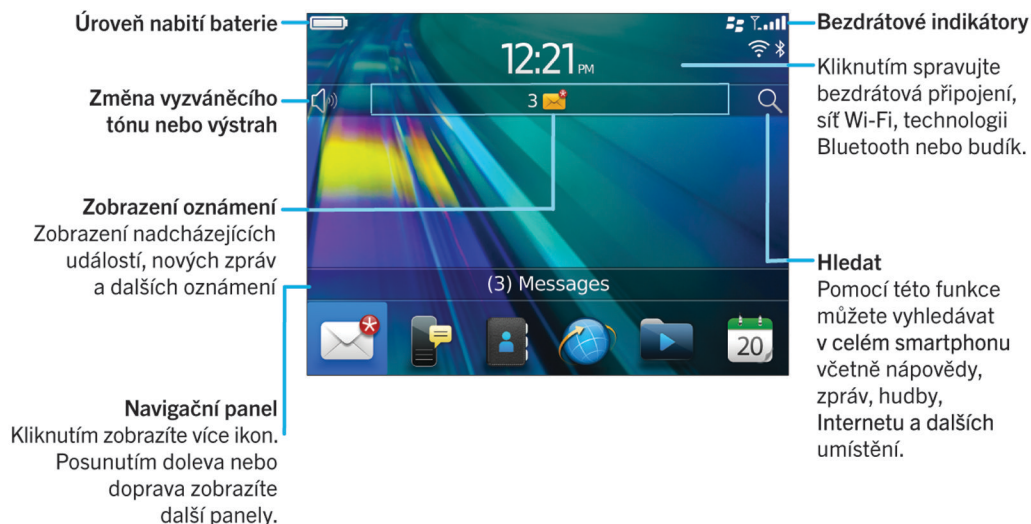 Úroveň nabití baterie
Změna vyzváněcího
tónu nebo výstrah
Zobrazení oznámení
Zobrazení nadcházejících
událostí, nových zpráv
a dalších oznámení
Navigační panel
Kliknutím zobrazíte více ikon.
Posunutím doleva nebo
doprava zobrazíte
další panely.
12:21 PM
3
(3) Messages
20
Bezdrátové indikátory
Kliknutím spravujte
bezdrátová připojení,
síť Wi-Fi, technologii
Bluetooth nebo budík.
Hledat
Pomocí této funkce
můžete vyhledávat
v celém smartphonu
včetně nápovědy,
zpráv, hudby,
Internetu a dalších
umístění.